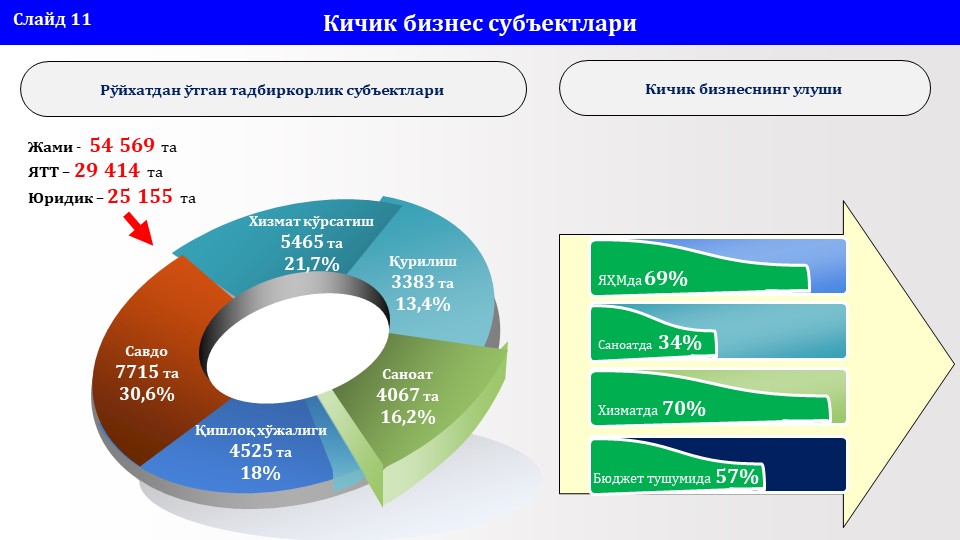 Слайд 11
Кичик бизнес субъектлари
Рўйхатдан ўтган тадбиркорлик субъектлари
Кичик бизнеснинг улуши
Жами - 54 569 та
ЯТТ – 29 414 та
Юридик – 25 155 та
Хизмат кўрсатиш
5465 та
21,7%
Қурилиш
3383 та
13,4%
Савдо
7715 та
30,6%
Саноат
4067 та
16,2%
Қишлоқ хўжалиги
4525 та
18%
ЯҲМда 69%
Саноатда 34%
Хизматда 70%
Бюджет тушумида 57%